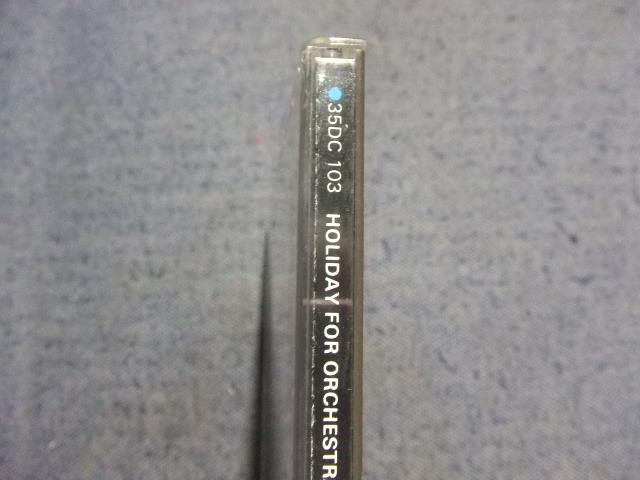 35DC 103 HOLIDAY FOR ORCHESTR